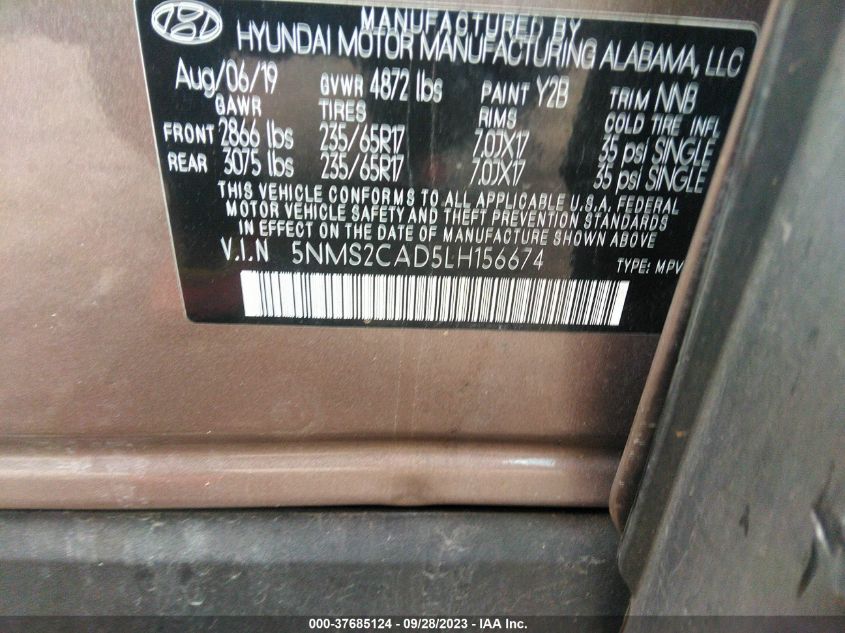 MANUFACTURED BY
HYUNDAI MOTOR MANUFACTURING ALABAMA, LLC
Aug/06/19 GVWR 4872 lbs PAINT Y2B TRIM NNB
GAWR TIRES RIMS COLD TIRE INFL
FRONT 2866 lbs 235/65R17 7.0JX17 35 psi SINGLE
REAR 3075 lbs 235/65R17 7.0JX17 35 psi SINGLE
THIS VEHICLE CONFORMS TO ALL APPLICABLE U.S.A. FEDERAL
MOTOR VEHICLE SAFETY AND THEFT PREVENTION STANDARDS
IN EFFECT ON THE DATE OF MANUFACTURE SHOWN ABOVE
V.I.N 5NMS2CAD5LH156674 TYPE: MPV
000-37685124 / 09/28/2023 - IAA Inc.